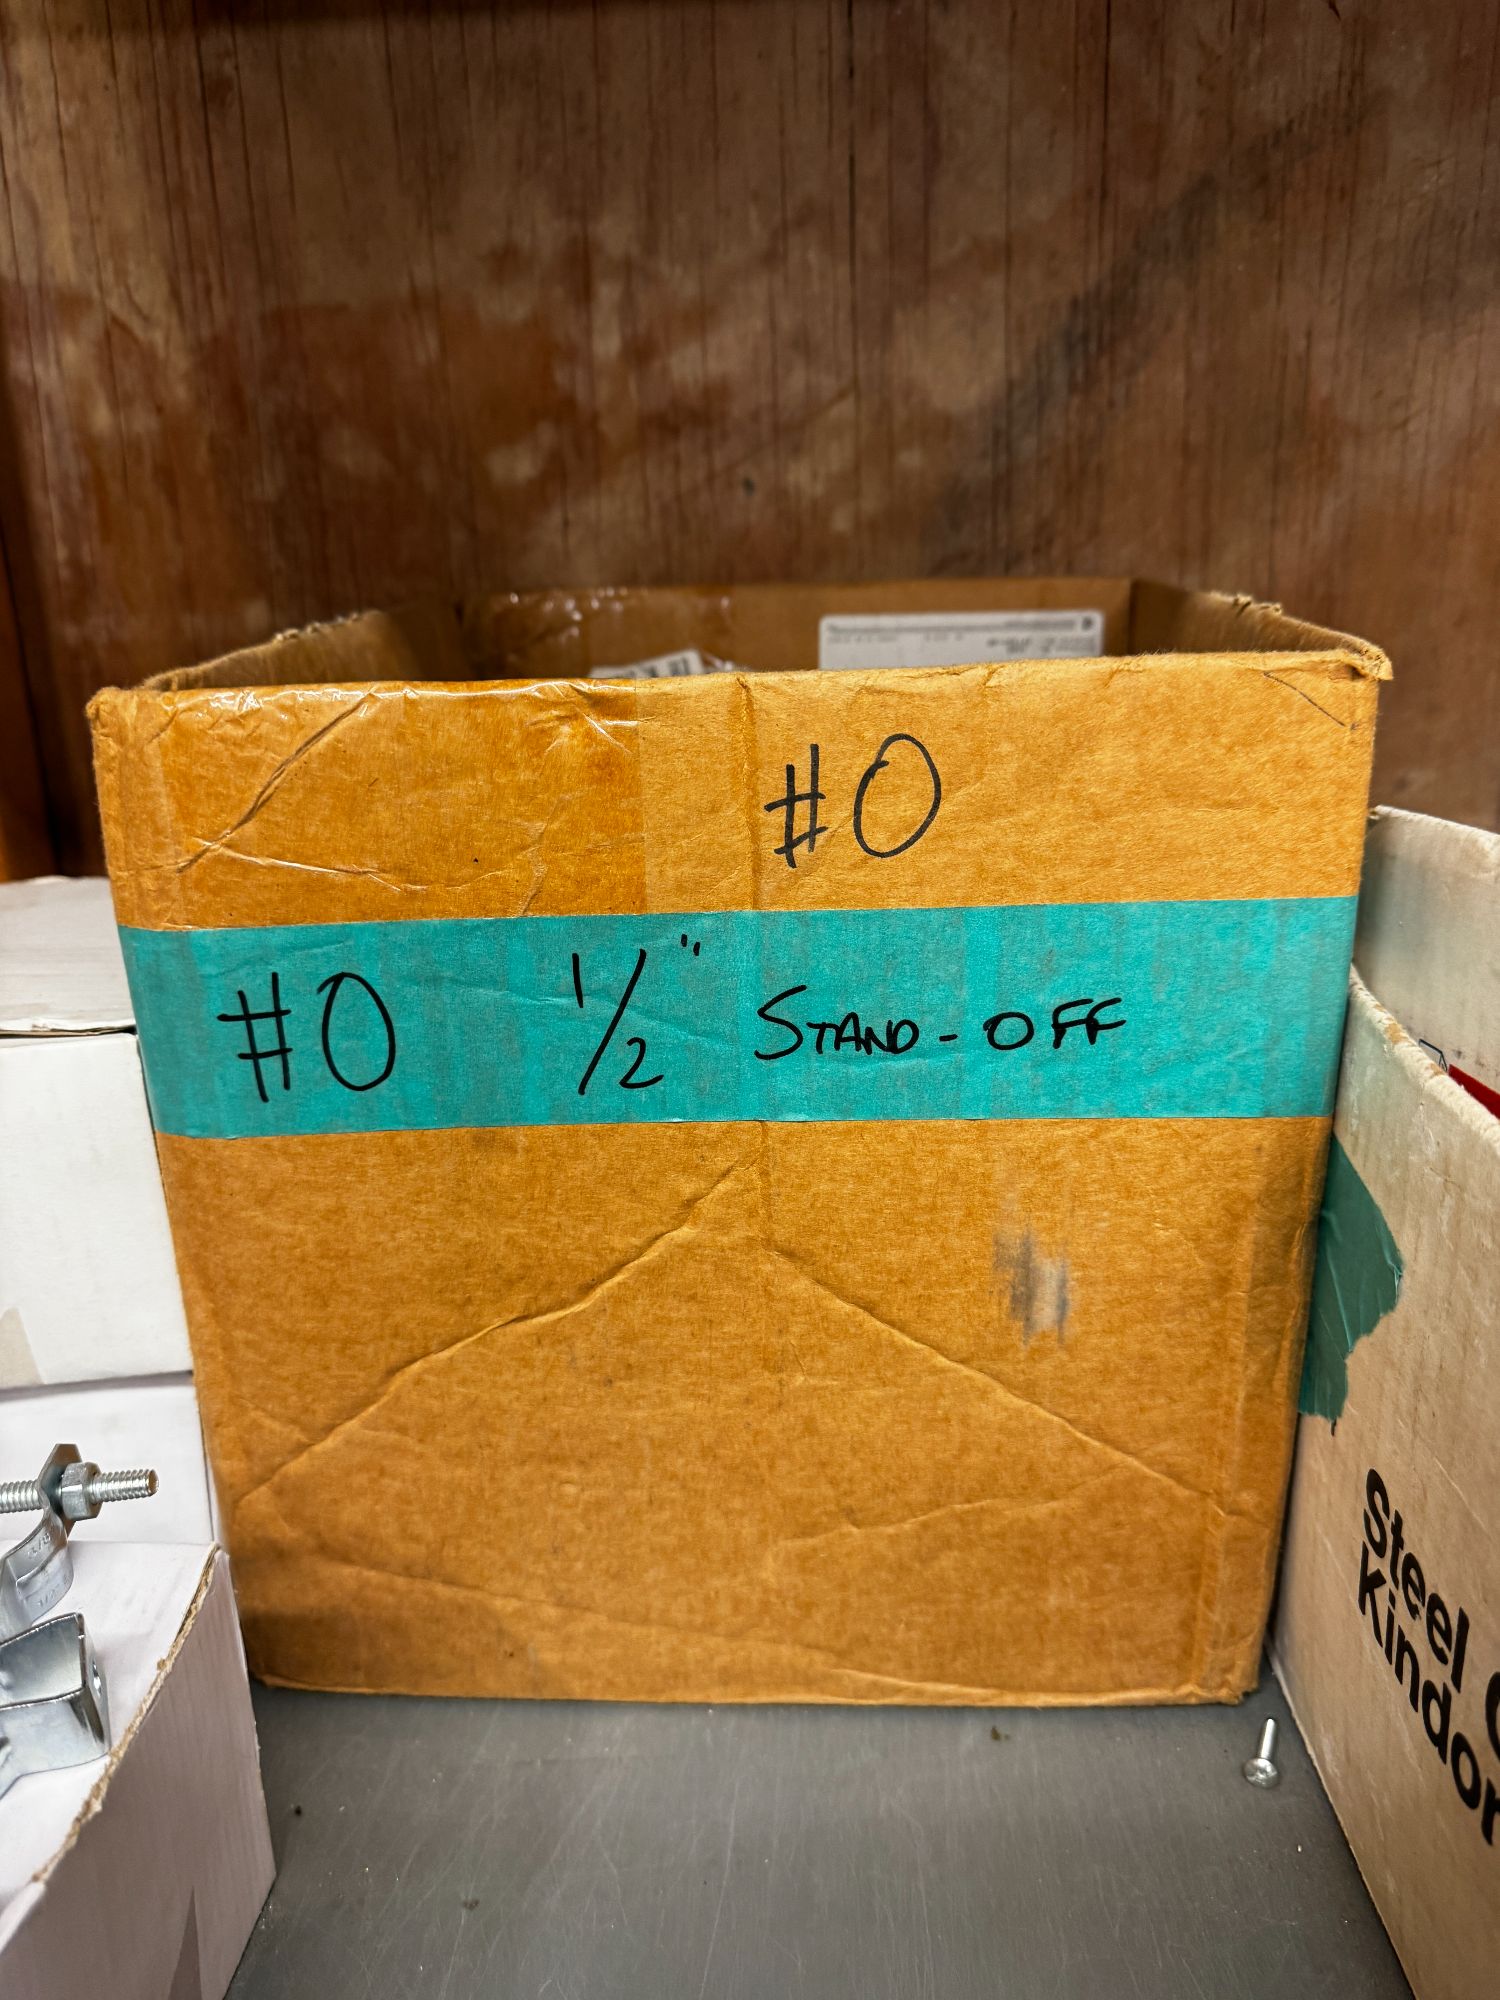 #0
#0 1/2" STAND-OFF
Steel
Kindor